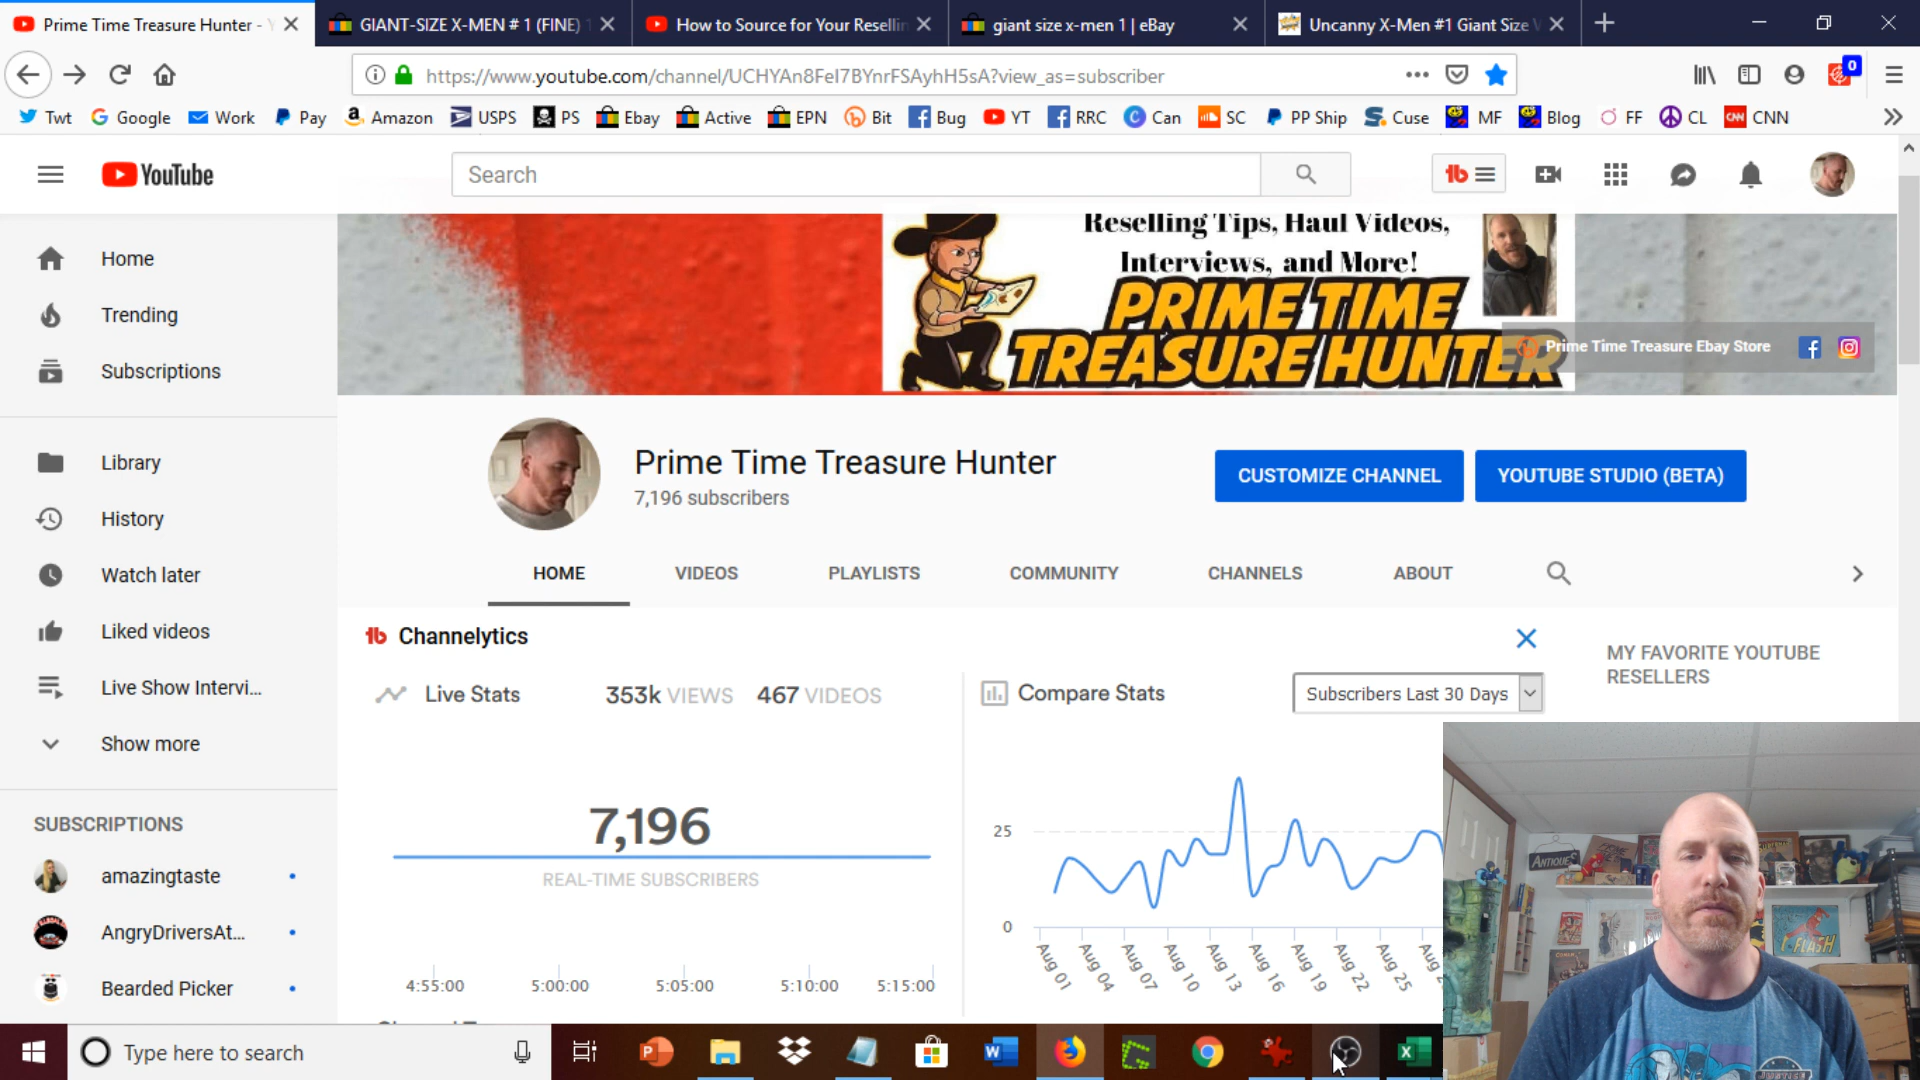 Prime Time Treasure Hunter - Y
GIANT-SIZE X-MEN # 1 (FINE)
How to Source for Your Resellin
giant size x-men 1 | eBay
Uncanny X-Men #1 Giant Size
https://www.youtube.com/channel/UCHYAn8FeI7BYnrFSAyhH5sA?view_as=subscriber
0
Twt Google Work Pay Amazon USPS PS Ebay Active EPN Bit Bug YT RRC Can SC PP Ship Cuse MF Blog FF CL CNN
YouTube
Search
Reselling Tips, Haul Videos,
Interviews, and More!
PRIME TIME
TREASURE HUNTER
Prime Time Treasure Ebay Store
Home
Trending
Subscriptions
Library
History
Watch later
Liked videos
Live Show Intervi...
Show more
SUBSCRIPTIONS
amazingtaste
AngryDriversAt...
Bearded Picker
Prime Time Treasure Hunter
7,196 subscribers
CUSTOMIZE CHANNEL
YOUTUBE STUDIO (BETA)
HOME VIDEOS PLAYLISTS COMMUNITY CHANNELS ABOUT
Channelytics
Live Stats 353k VIEWS 467 VIDEOS
7,196
REAL-TIME SUBSCRIBERS
4:55:00 5:00:00 5:05:00 5:10:00 5:15:00
Compare Stats
Subscribers Last 30 Days
25
0
Aug 01 Aug 04 Aug 07 Aug 10 Aug 13 Aug 16 Aug 19 Aug 22 Aug 25
MY FAVORITE YOUTUBE
RESELLERS
ANTIQUES
FLASH
Type here to search